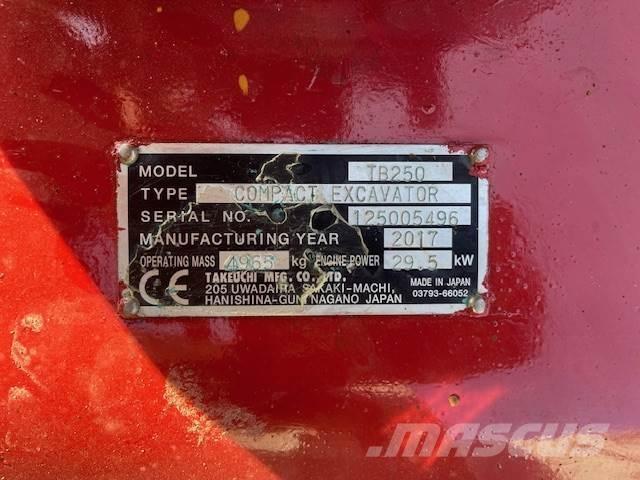 MODEL TB250
TYPE COMPACT EXCAVATOR
SERIAL NO. 125005496
MANUFACTURING YEAR 2017
OPERATING MASS 4965 kg ENGINE POWER 29.5 kW
CE TAKEUCHI MFG. CO., LTD.
205 UWADAIRA SAKAKI-MACHI,
HANISHINA-GUN NAGANO JAPAN
MADE IN JAPAN
03793-66052
MASCUS